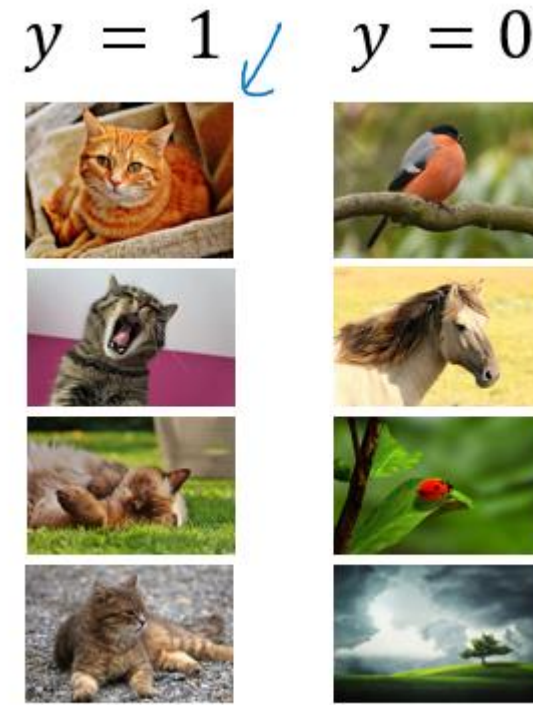 y = 1 y = 0